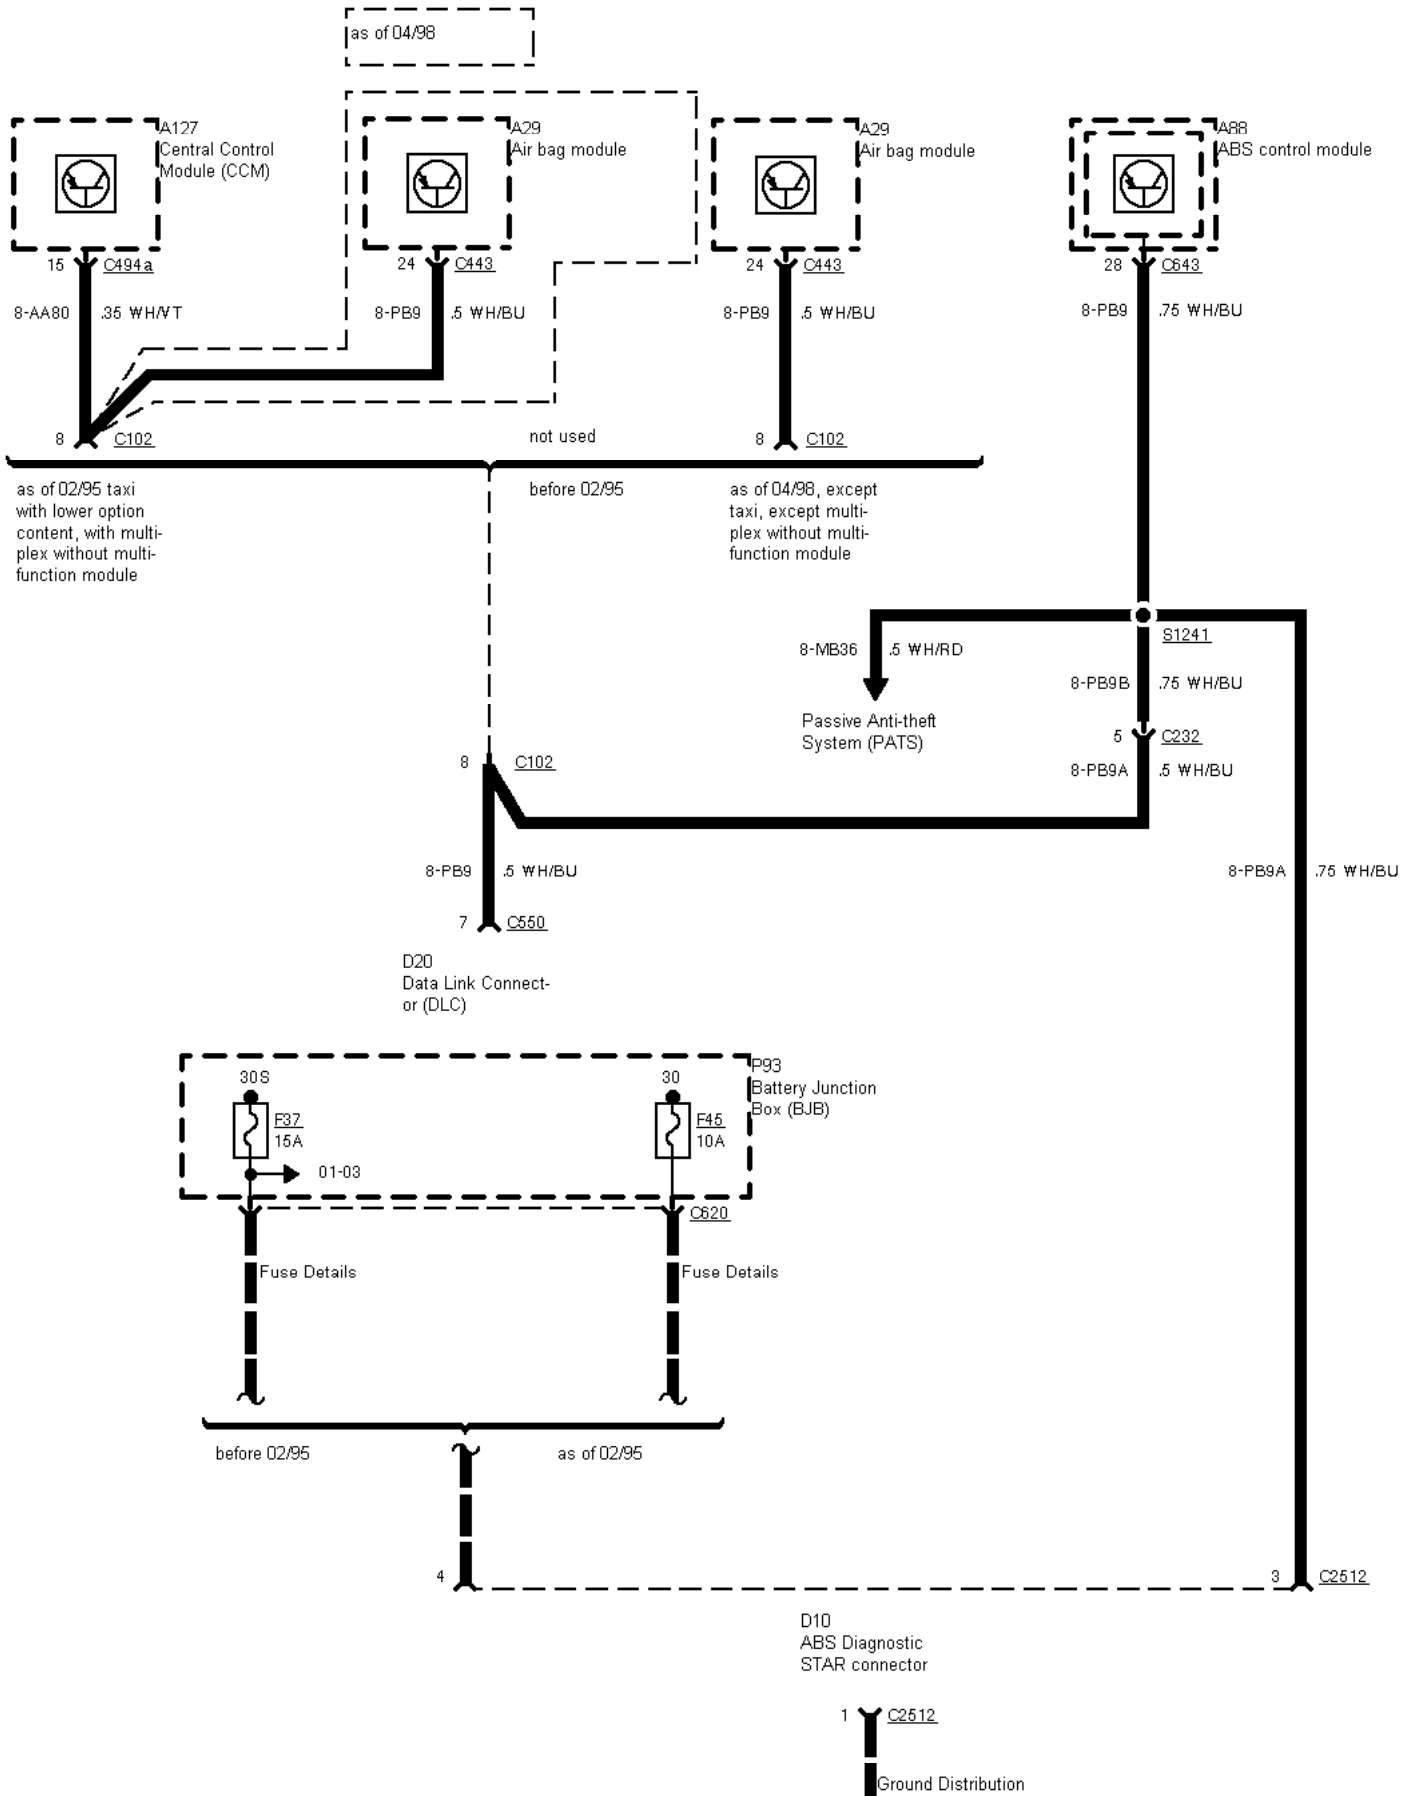 as of 04/98
A127
Central Control
Module (CCM)
A29
Air bag module
A29
Air bag module
A88
ABS control module
15 C494a
24 C443
24 C443
28 C643
8-AA80 .35 WH/VT
8-PB9 .5 WH/BU
8-PB9 .5 WH/BU
8-PB9 .75 WH/BU
8 C102
not used
8 C102
as of 02/95 taxi
with lower option
content, with multi-
plex without multi-
function module
before 02/95
as of 04/98, except
taxi, except multi-
plex without multi-
function module
S1241
8-MB36 .5 WH/RD
8-PB9B .75 WH/BU
Passive Anti-theft
System (PATS)
5 C232
8 C102
8-PB9A .5 WH/BU
8-PB9 .5 WH/BU
8-PB9A .75 WH/BU
7 C550
D20
Data Link Connect-
or (DLC)
P93
Battery Junction
Box (BJB)
30S
30
F37
15A
F45
10A
01-03
C620
Fuse Details
Fuse Details
before 02/95
as of 02/95
4
3 C2512
D10
ABS Diagnostic
STAR connector
1 C2512
Ground Distribution